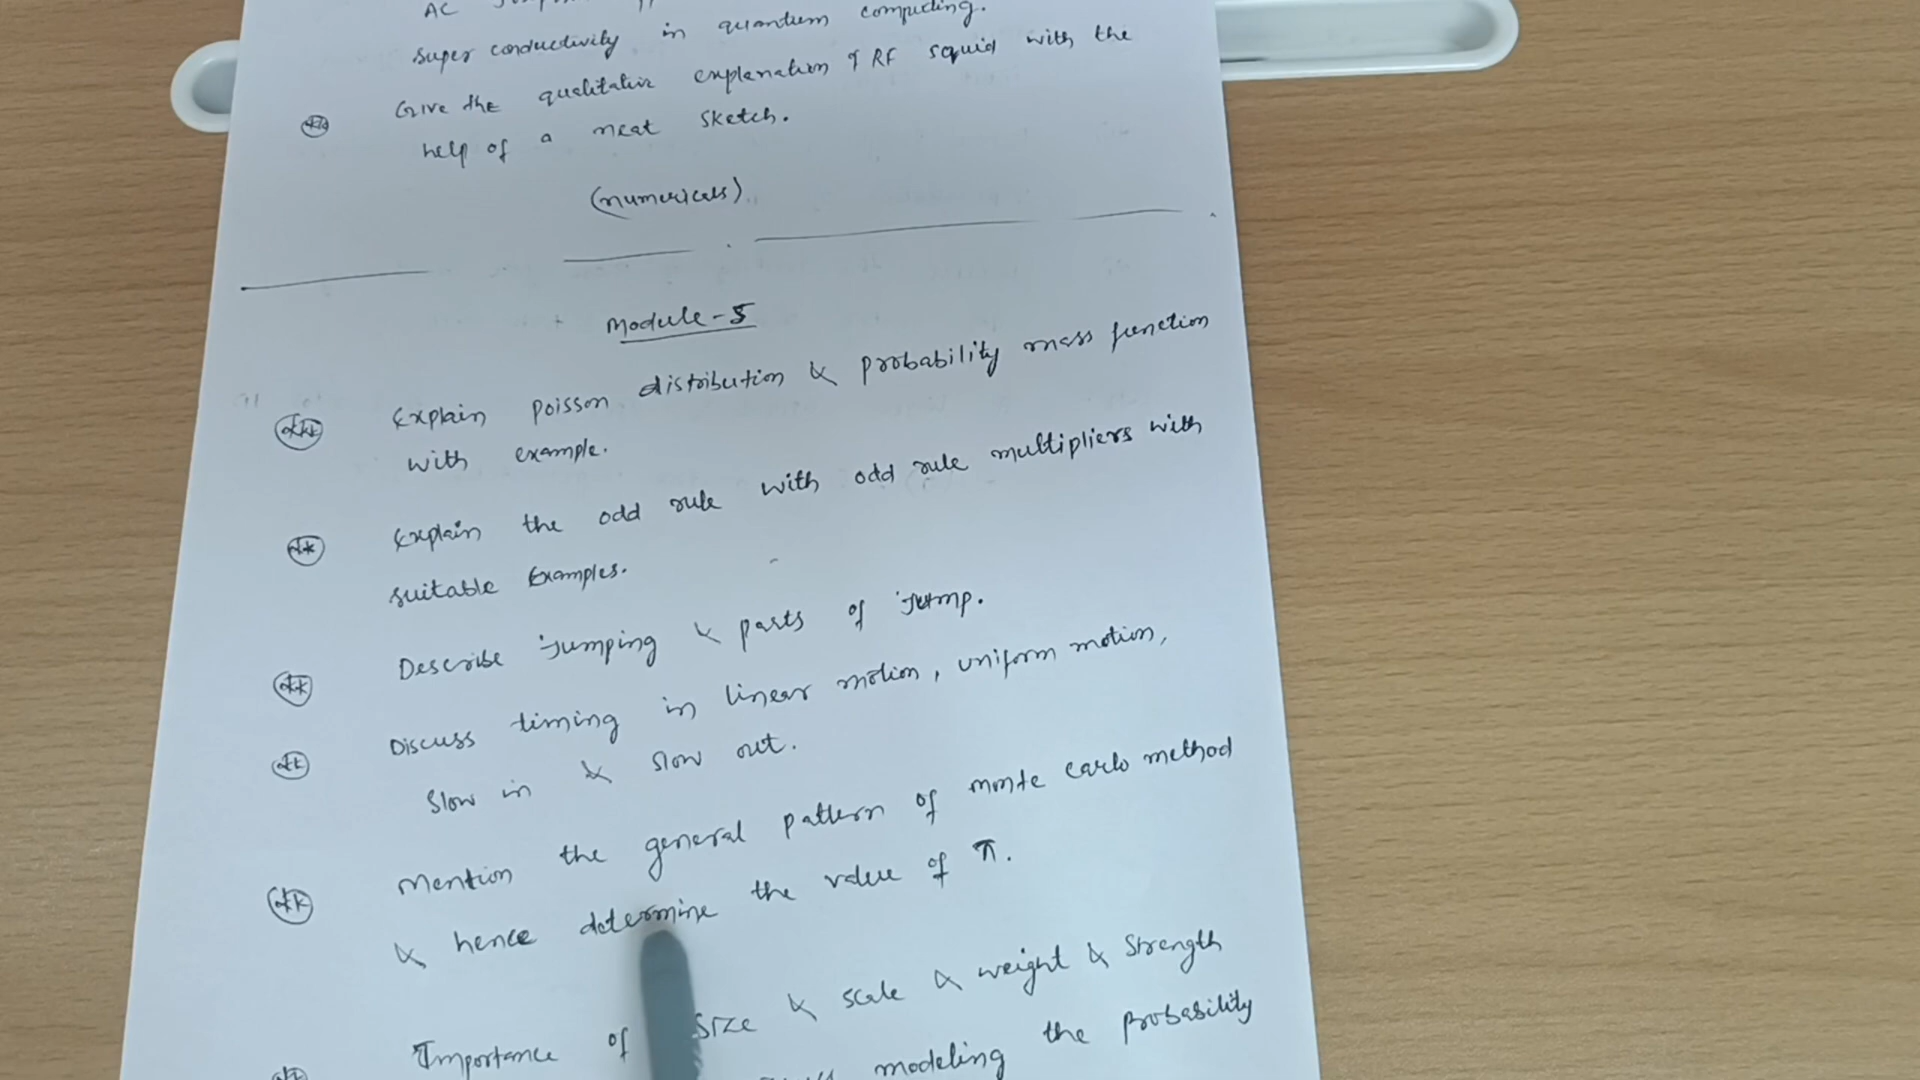 AC
Super conductivity in quantum computing.
** Give the qualitative explanation of RF squid with the
help of a neat sketch.
(numericals)
Module-5
*** Explain poisson distribution & probability mass function
with example.
** Explain the odd rule with odd rule multipliers with
suitable Examples.
** Describe Jumping & parts of Jump.
** Discuss timing in linear motion, uniform motion,
Slow in & slow out.
** Mention the general pattern of monte carlo method
& hence determine the value of π.
** Importance of size & scale & weight & Strength
modeling the probability